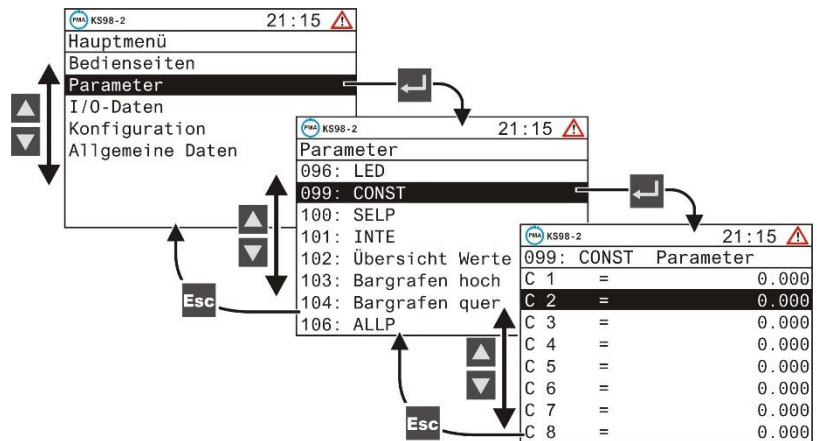 PMA KS98-2 21:15
Hauptmenü
Bedienseiten
Parameter
I/O-Daten
Konfiguration
Allgemeine Daten
PMA KS98-2 21:15
Parameter
096: LED
099: CONST
100: SELP
101: INTE
102: Übersicht Werte
103: Bargrafen hoch
104: Bargrafen quer
106: ALLP
Esc
PMA KS98-2 21:15
099: CONST Parameter
C 1 = 0.000
C 2 = 0.000
C 3 = 0.000
C 4 = 0.000
C 5 = 0.000
C 6 = 0.000
C 7 = 0.000
C 8 = 0.000
Esc